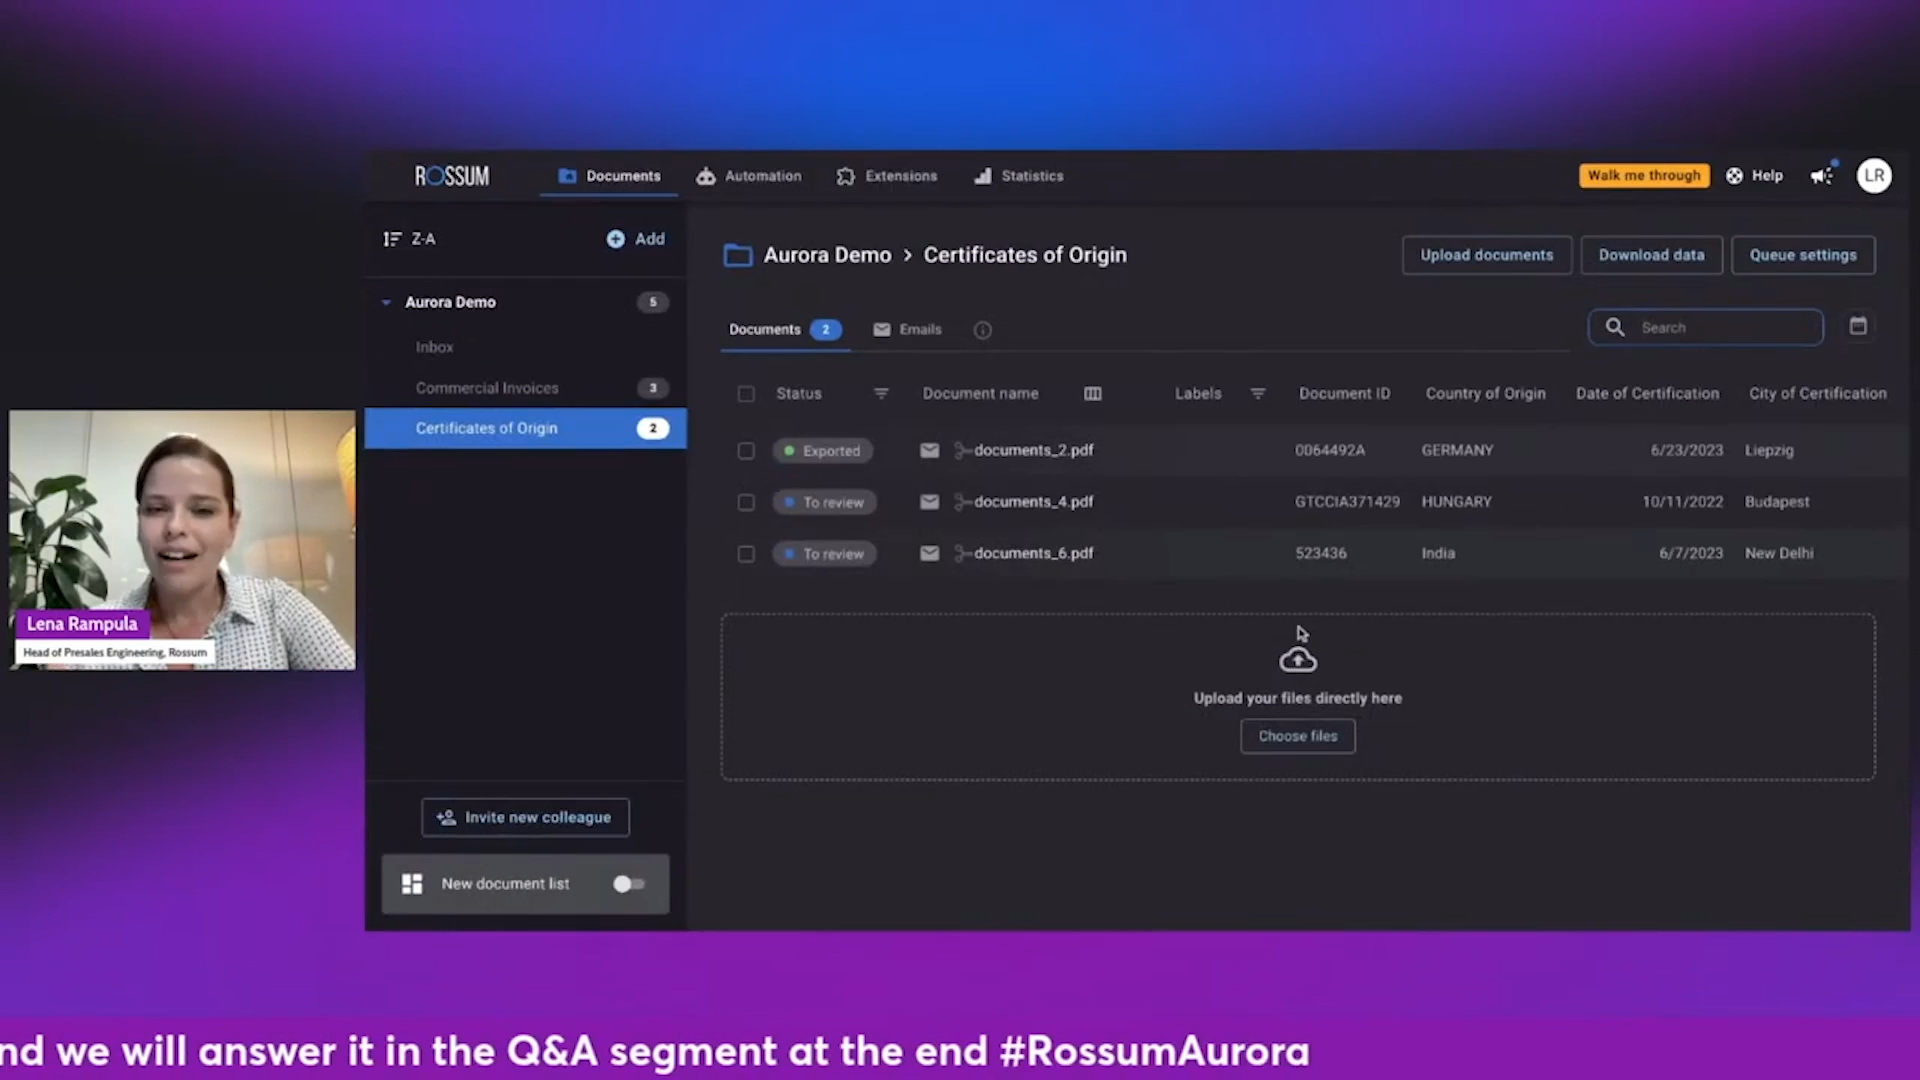 ROSSUM
Documents
Automation
Extensions
Statistics
Walk me through
Help
LR
Z-A
Add
Aurora Demo > Certificates of Origin
Upload documents
Download data
Queue settings
Aurora Demo 5
Inbox
Commercial Invoices 3
Certificates of Origin 2
Documents 2
Emails
Search
Status Document name Labels Document ID Country of Origin Date of Certification City of Certification
Exported documents_2.pdf 0064492A GERMANY 6/23/2023 Liepzig
To review documents_4.pdf GTCCIA371429 HUNGARY 10/11/2022 Budapest
To review documents_6.pdf 523436 India 6/7/2023 New Delhi
Upload your files directly here
Choose files
Lena Rampula
Head of Presales Engineering, Rossum
Invite new colleague
New document list
nd we will answer it in the Q&A segment at the end #RossumAurora